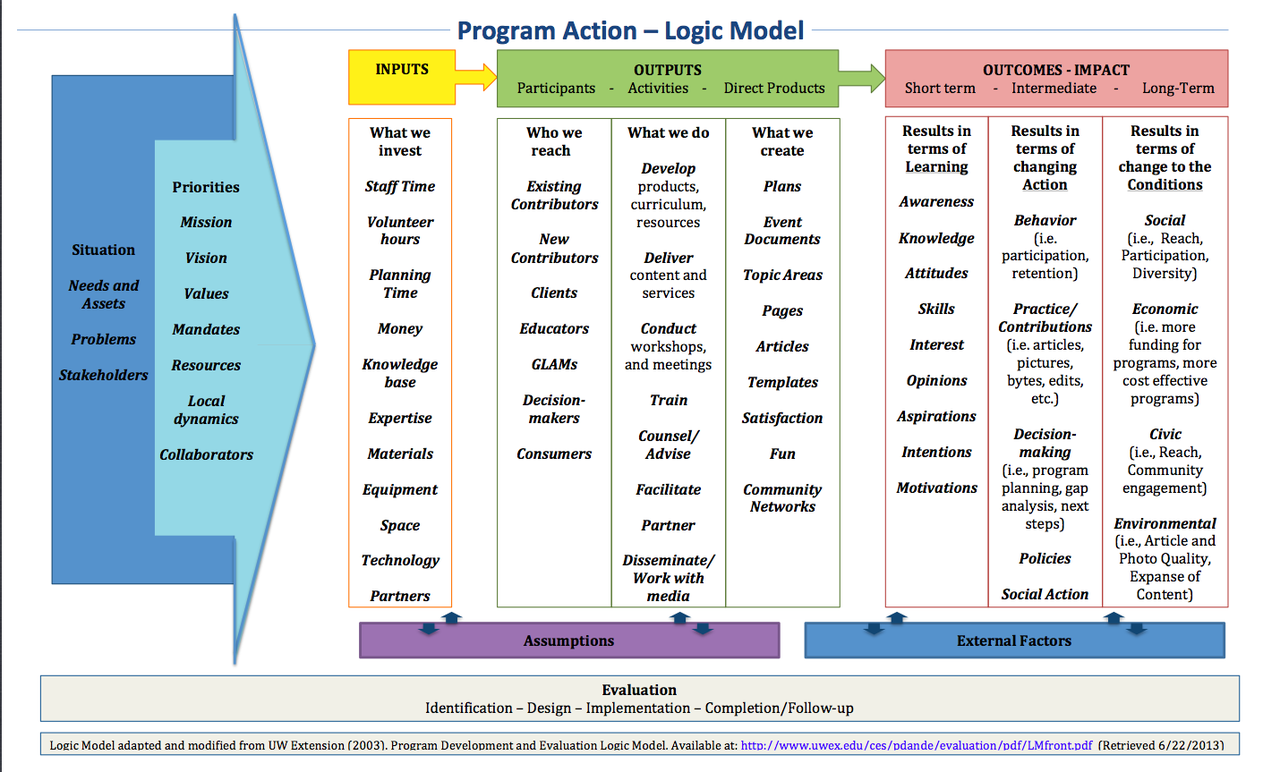 Program Action – Logic Model
Situation
Needs and
Assets
Problems
Stakeholders
Priorities
Mission
Vision
Values
Mandates
Resources
Local
dynamics
Collaborators
INPUTS
What we
invest
Staff Time
Volunteer
hours
Planning
Time
Money
Knowledge
base
Expertise
Materials
Equipment
Space
Technology
Partners
OUTPUTS
Participants - Activities - Direct Products
Who we
reach
Existing
Contributors
New
Contributors
Clients
Educators
GLAMs
Decision-
makers
Consumers
What we do
Develop
products,
curriculum,
resources
Deliver
content and
services
Conduct
workshops,
and meetings
Train
Counsel/
Advise
Facilitate
Partner
Disseminate/
Work with
media
What we
create
Plans
Event
Documents
Topic Areas
Pages
Articles
Templates
Satisfaction
Fun
Community
Networks
OUTCOMES - IMPACT
Short term - Intermediate - Long-Term
Results in
terms of
Learning
Awareness
Knowledge
Attitudes
Skills
Interest
Opinions
Aspirations
Intentions
Motivations
Results in
terms of
changing
Action
Behavior
(i.e.
participation,
retention)
Practice/
Contributions
(i.e. articles,
pictures,
bytes, edits,
etc.)
Decision-
making
(i.e., program
planning, gap
analysis, next
steps)
Policies
Social Action
Results in
terms of
change to the
Conditions
Social
(i.e., Reach,
Participation,
Diversity)
Economic
(i.e. more
funding for
programs, more
cost effective
programs)
Civic
(i.e., Reach,
Community
engagement)
Environmental
(i.e., Article and
Photo Quality,
Expanse of
Content)
Assumptions
External Factors
Evaluation
Identification – Design – Implementation – Completion/Follow-up
Logic Model adapted and modified from UW Extension (2003). Program Development and Evaluation Logic Model. Available at: http://www.uwex.edu/ces/pdande/evaluation/pdf/LMfront.pdf (Retrieved 6/22/2013)